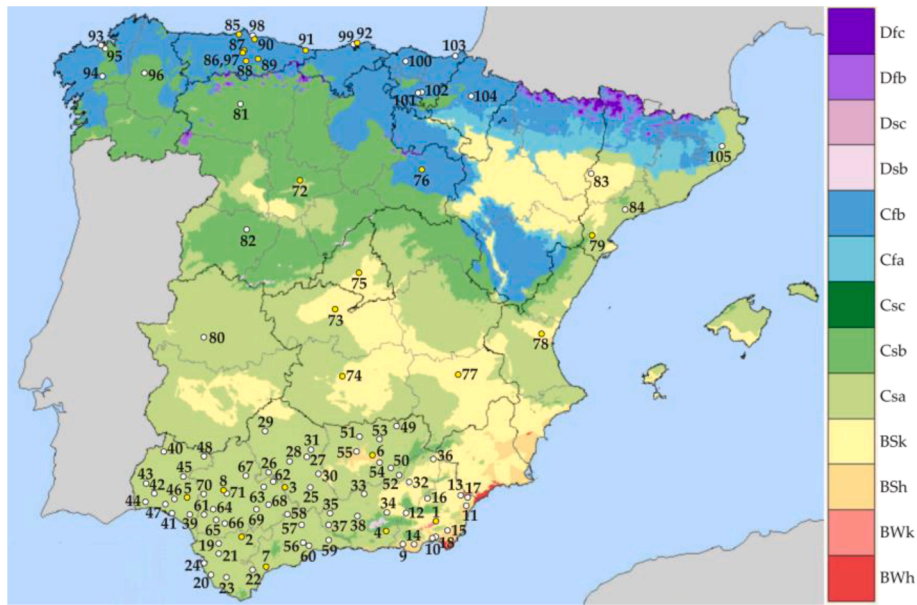 85 98
93 87 90 91 99 92 103
95 86,97 100
94 96 88 89
101 102 104
81
105
72 76 83
84
82 79
75
73
78
80
74 77
29 51 53 49
40 48 31 55 6 36
28 27 54 50
43 45 67 26 62 30 52 32 13 17
42 46 5 70 8 71 3 33 16
44 47 61 64 63 25 34 12 1 11
41 39 65 66 69 68 58 35
57 37 38 4 15
19 2 56 60 59 14 10 18
21 9
24 7
20 23 22
Dfc
Dfb
Dsc
Dsb
Cfb
Cfa
Csc
Csb
Csa
BSk
BSh
BWk
BWh